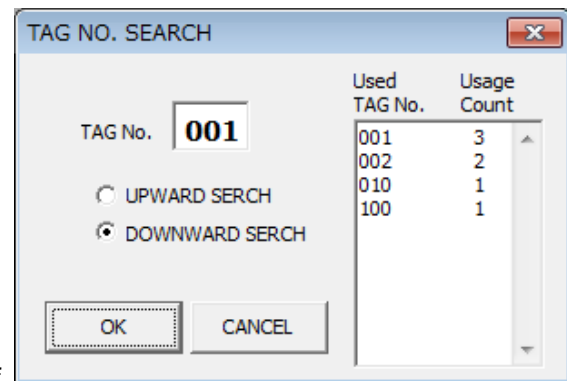 TAG NO. SEARCH
TAG No. 001
UPWARD SERCH
DOWNWARD SERCH
OK CANCEL
Used Usage
TAG No. Count
001 3
002 2
010 1
100 1